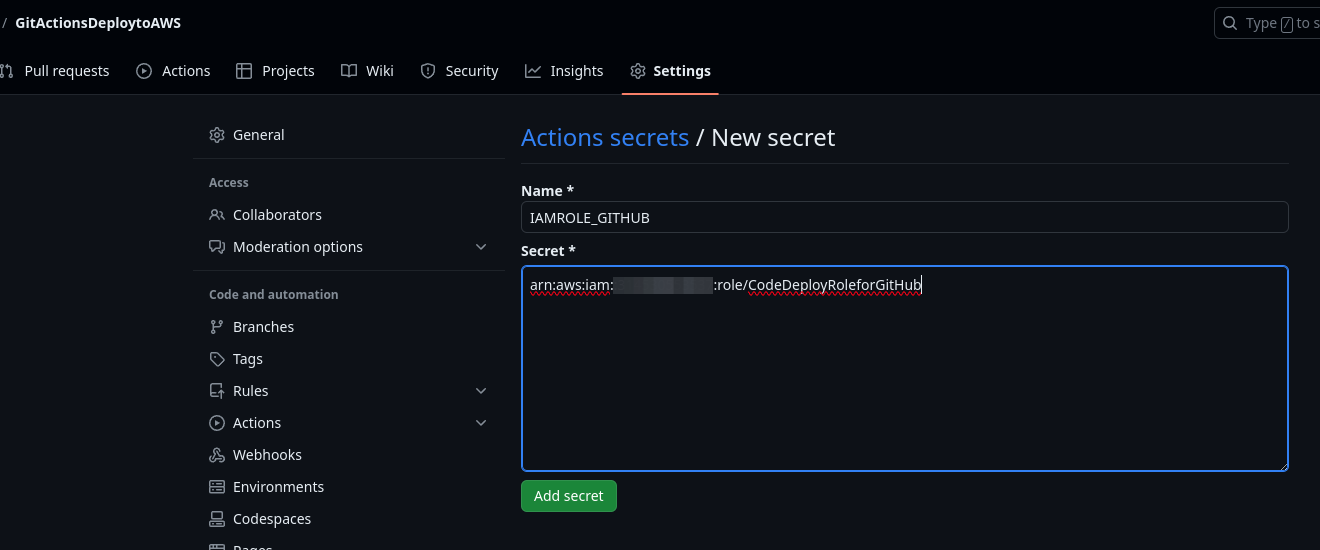 / GitActionsDeploytoAWS
Type / to s
Pull requests Actions Projects Wiki Security Insights Settings
General
Access
Collaborators
Moderation options
Code and automation
Branches
Tags
Rules
Actions
Webhooks
Environments
Codespaces
Pages
Actions secrets / New secret
Name *
IAMROLE_GITHUB
Secret *
arn:aws:iam: :role/CodeDeployRoleforGitHub
Add secret